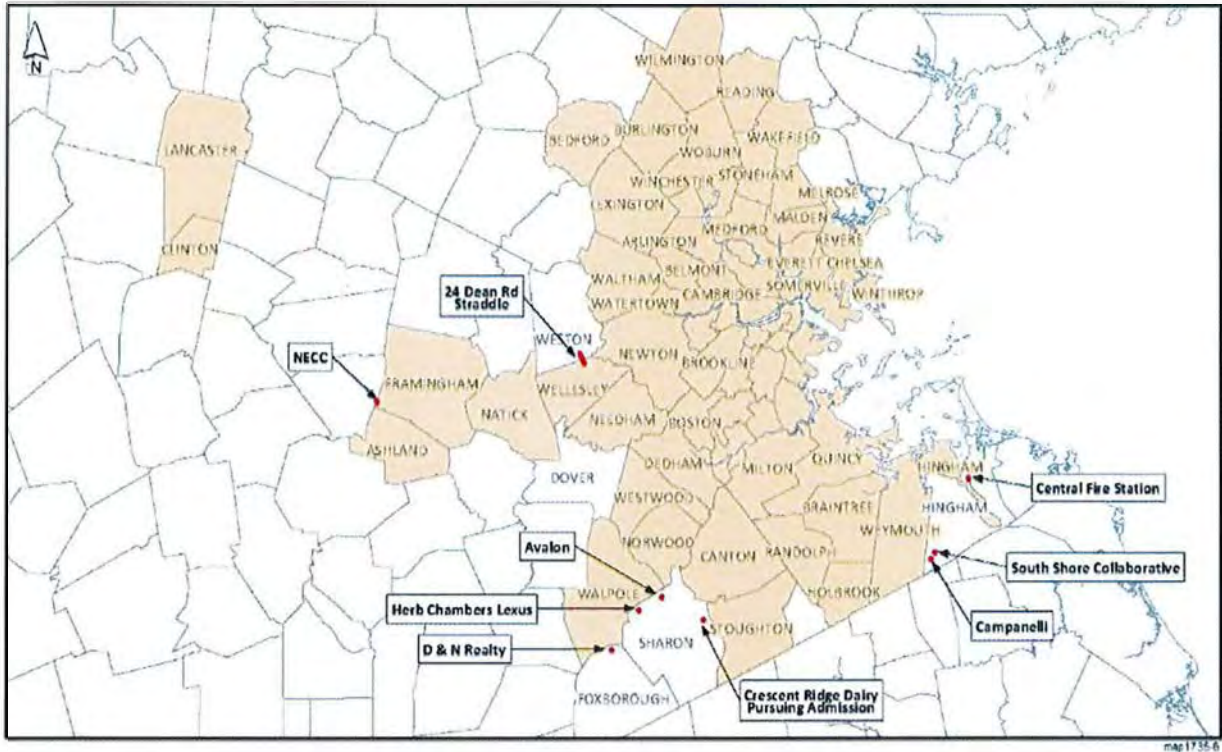 N
WILMINGTON
READING
BEDFORD
BURLINGTON
WAKEFIELD
LANCASTER
WOBURN
STONEHAM
WINCHESTER
MELROSE
LEXINGTON
MALDEN
MEDFORD
REVERE
ARLINGTON
CLINTON
EVERETT
CHELSEA
BELMONT
WALTHAM
SOMERVILLE
WINTHROP
CAMBRIDGE
24 Dean Rd
Straddle
WATERTOWN
WESTON
NEWTON
BROOKLINE
NECC
FRAMINGHAM
WELLESLEY
NATICK
NEEDHAM
BOSTON
ASHLAND
QUINCY
DEDHAM
MILTON
HINGHAM
DOVER
Central Fire Station
WESTWOOD
BRAINTREE
HINGHAM
WEYMOUTH
NORWOOD
Avalon
CANTON
RANDOLPH
South Shore Collaborative
WALPOLE
HOLBROOK
Herb Chambers Lexus
STOUGHTON
Campanelli
SHARON
D & N Realty
FOXBOROUGH
Crescent Ridge Dairy
Pursuing Admission